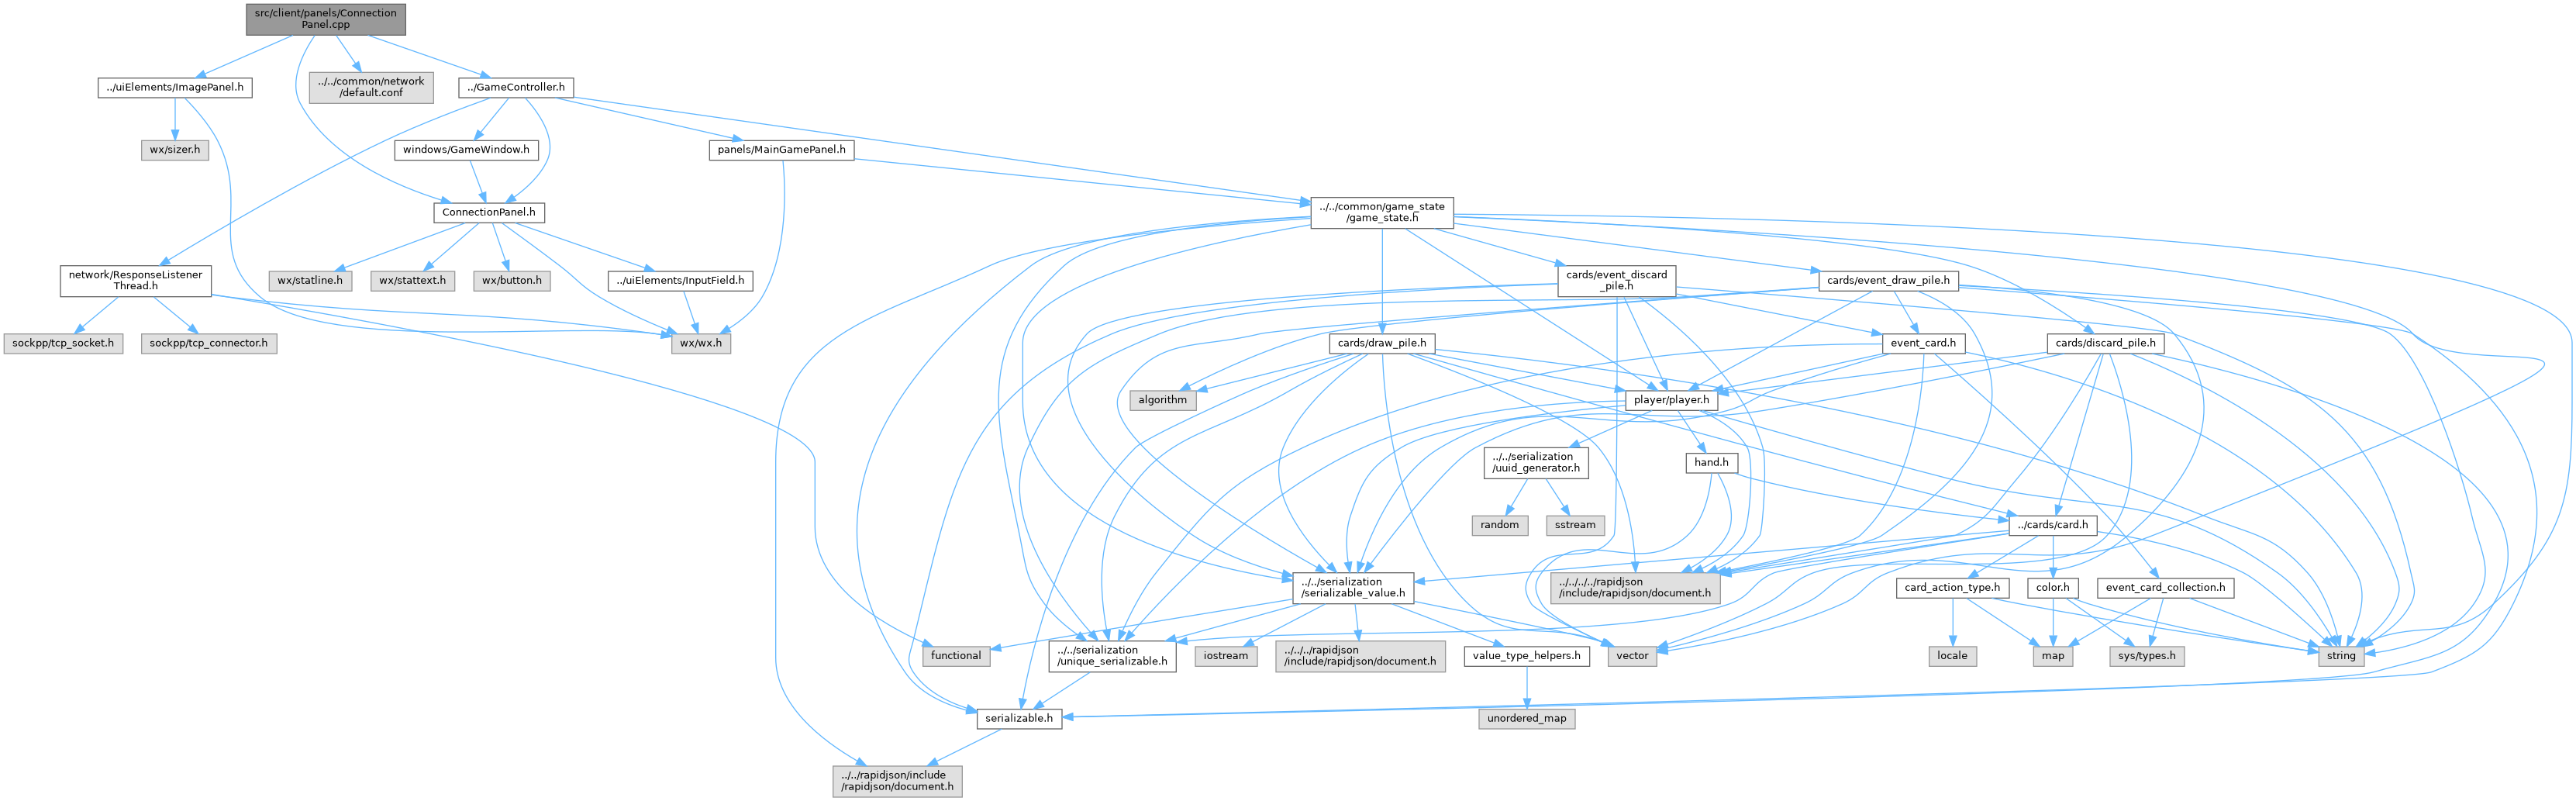 src/client/panels/Connection
Panel.cpp
../uiElements/ImagePanel.h
../../common/network
/default.conf
../GameController.h
wx/sizer.h
windows/GameWindow.h
panels/MainGamePanel.h
ConnectionPanel.h
../../common/game_state
/game_state.h
network/ResponseListener
Thread.h
wx/statline.h
wx/stattext.h
wx/button.h
../uiElements/InputField.h
cards/event_discard
_pile.h
cards/event_draw_pile.h
sockpp/tcp_socket.h
sockpp/tcp_connector.h
wx/wx.h
cards/draw_pile.h
event_card.h
cards/discard_pile.h
algorithm
player/player.h
../../serialization
/uuid_generator.h
hand.h
random
sstream
../cards/card.h
../../serialization
/serializable_value.h
../../../../rapidjson
/include/rapidjson/document.h
card_action_type.h
color.h
event_card_collection.h
functional
../../serialization
/unique_serializable.h
iostream
../../../rapidjson
/include/rapidjson/document.h
value_type_helpers.h
vector
locale
map
sys/types.h
string
serializable.h
unordered_map
../../rapidjson/include
/rapidjson/document.h